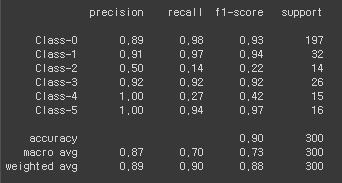 precision recall f1-score support
Class-0 0.89 0.98 0.93 197
Class-1 0.91 0.97 0.94 32
Class-2 0.50 0.14 0.22 14
Class-3 0.92 0.92 0.92 26
Class-4 1.00 0.27 0.42 15
Class-5 1.00 0.94 0.97 16
accuracy 0.90 300
macro avg 0.87 0.70 0.73 300
weighted avg 0.89 0.90 0.88 300